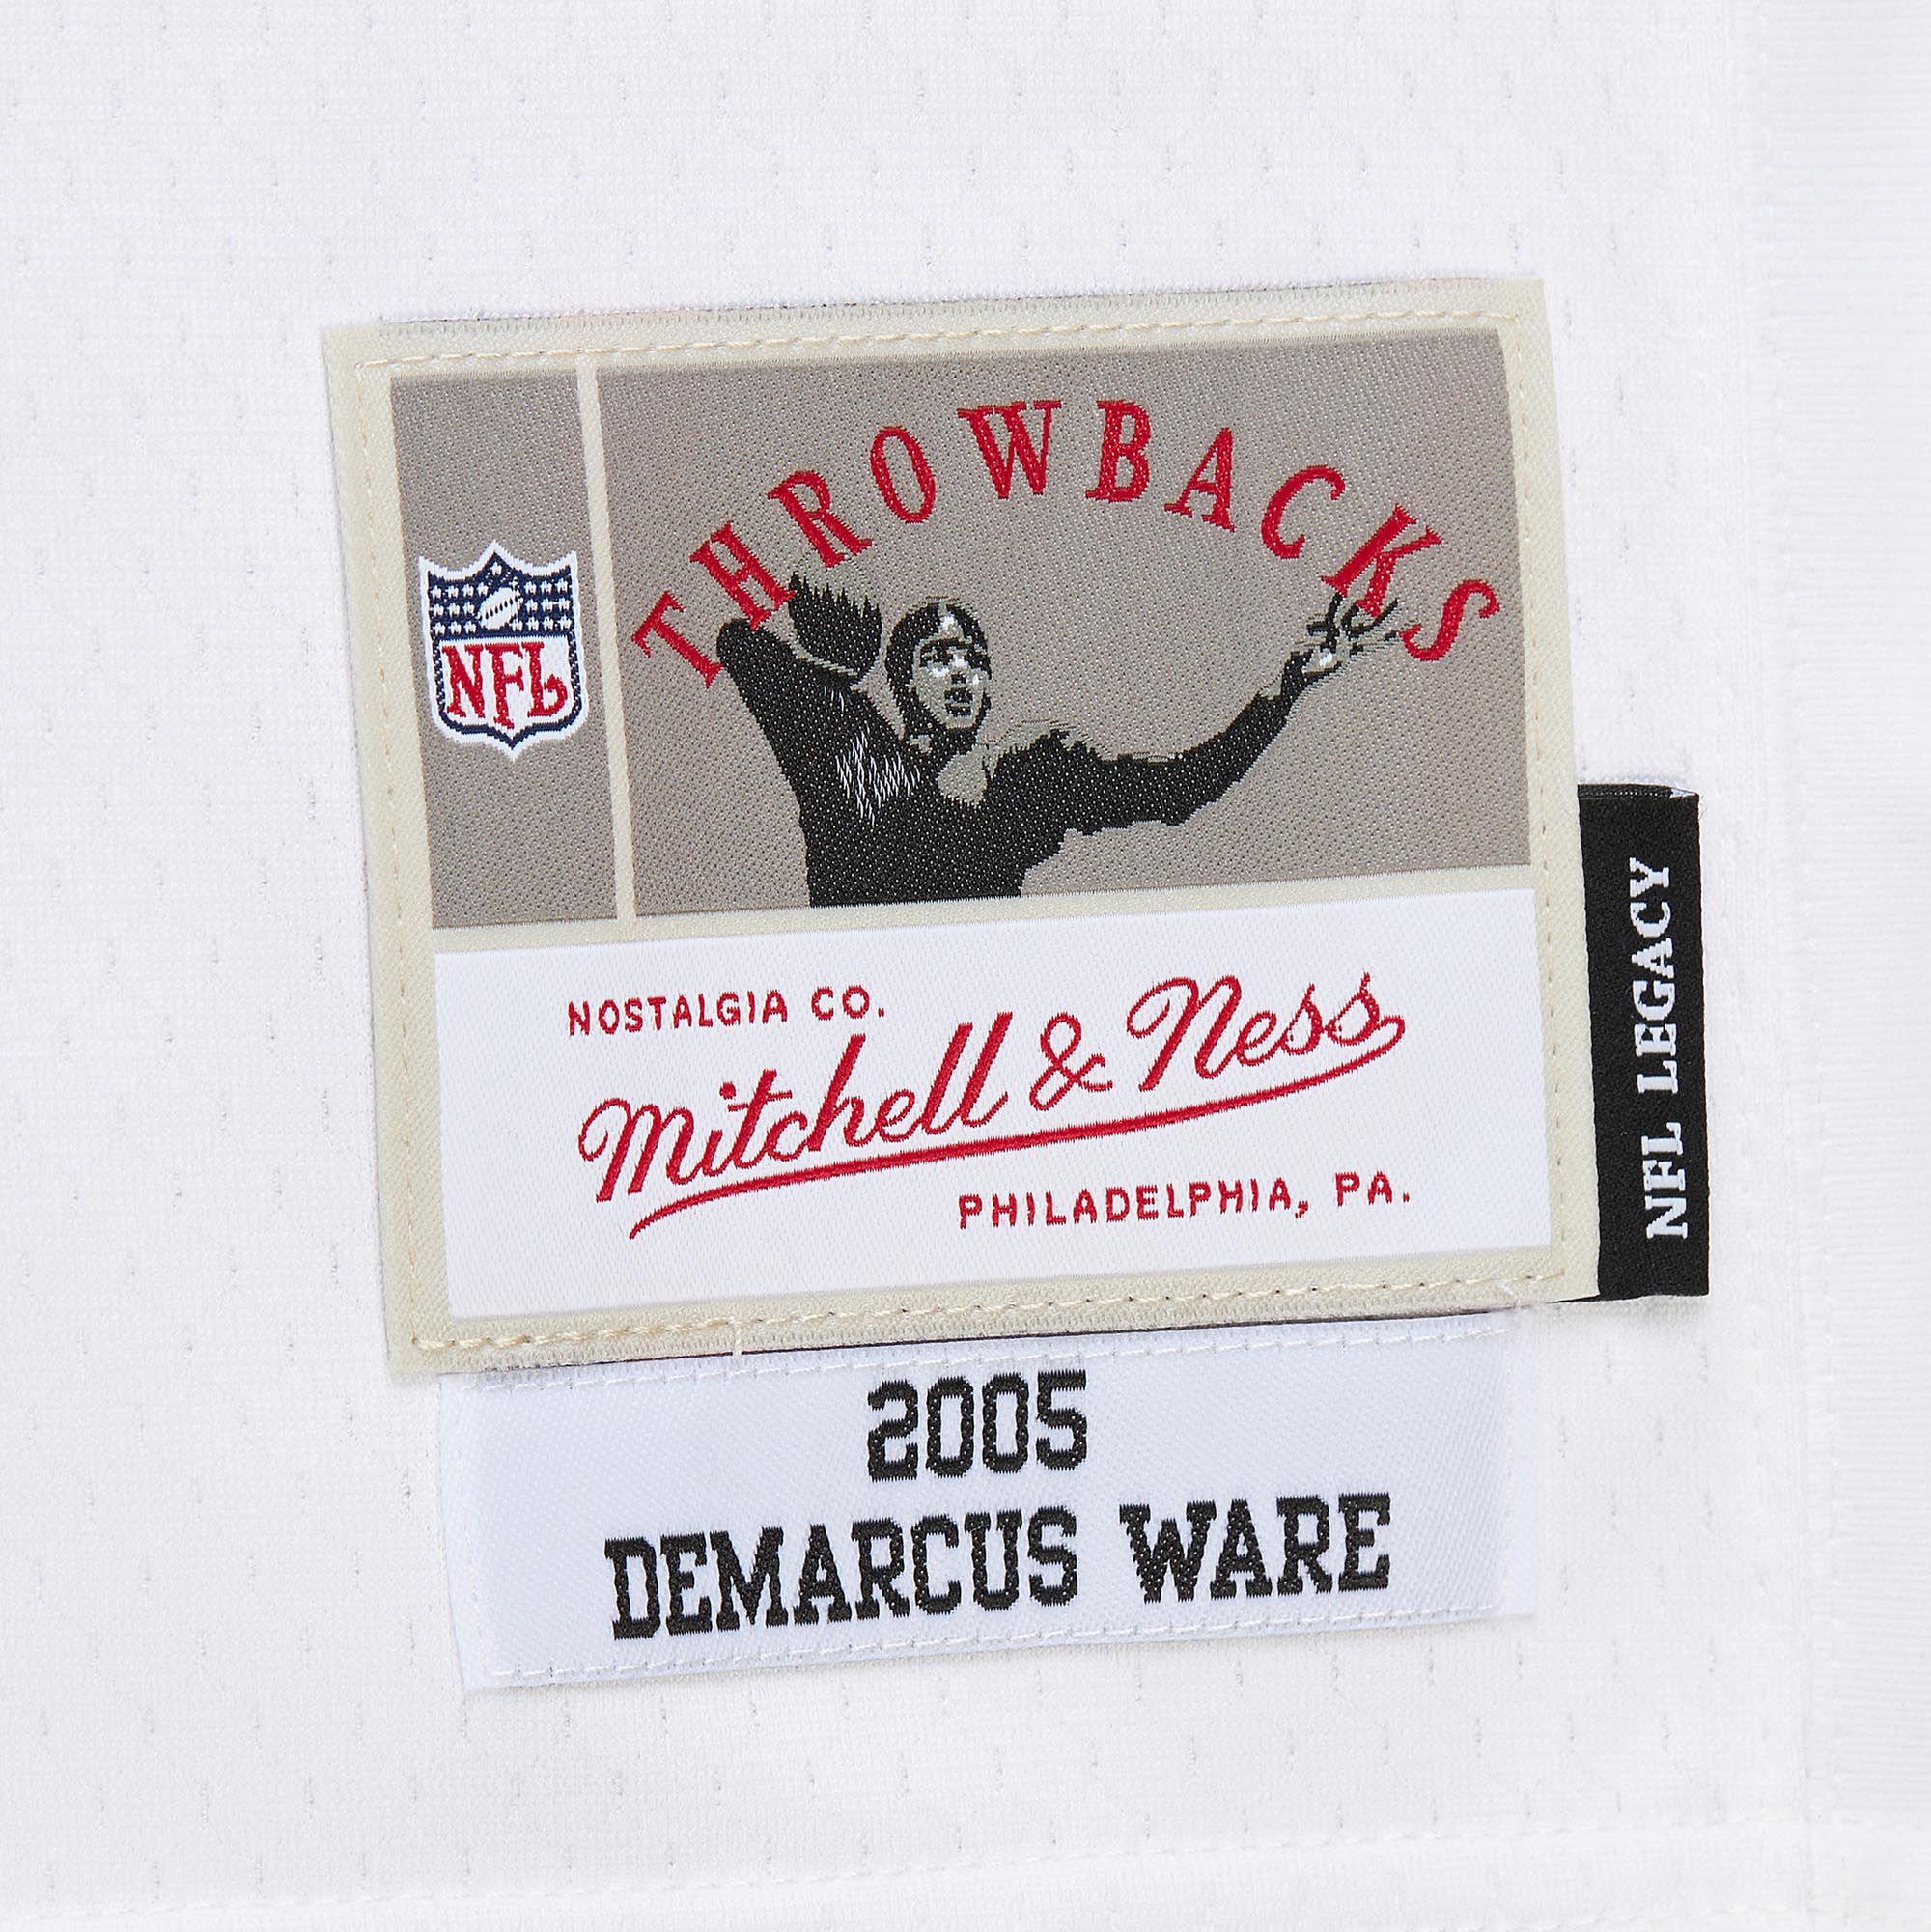 THROWBACKS
NFL
NOSTALGIA CO.
Mitchell & Ness
PHILADELPHIA, PA.
NFL LEGACY
2005
DEMARCUS WARE